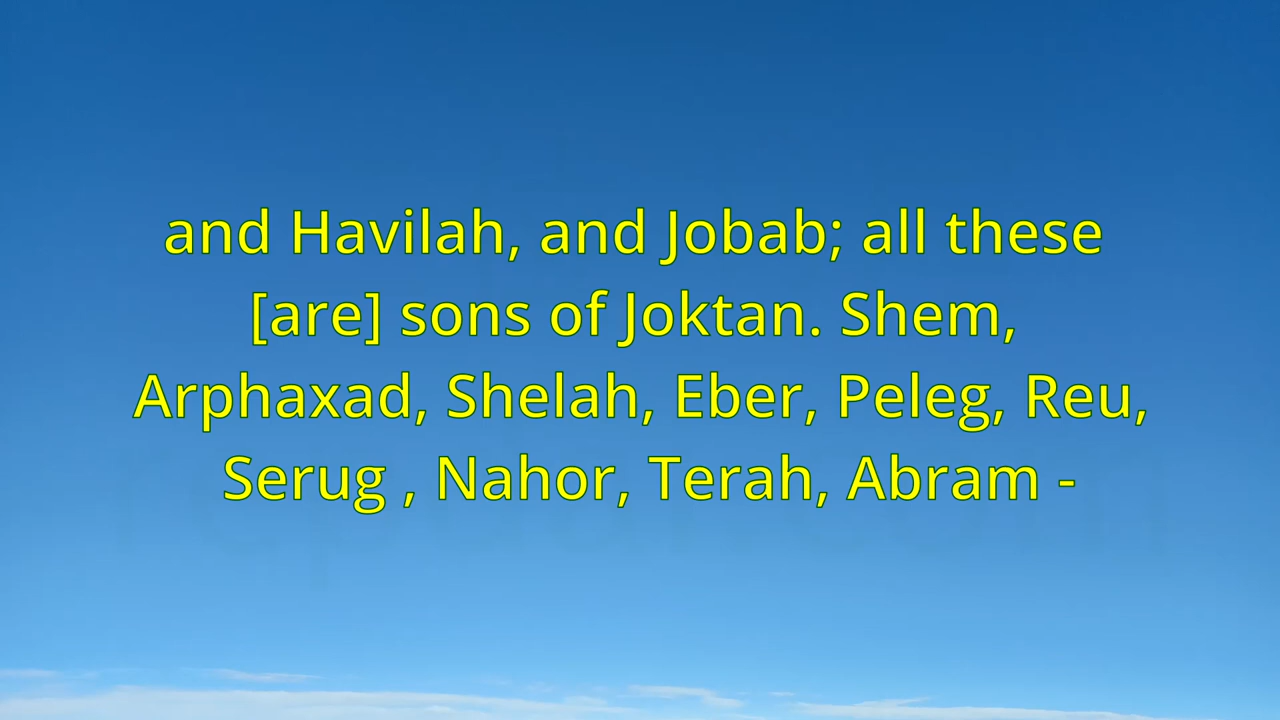 and Havilah, and Jobab; all these
[are] sons of Joktan. Shem,
Arphaxad, Shelah, Eber, Peleg, Reu,
Serug , Nahor, Terah, Abram -